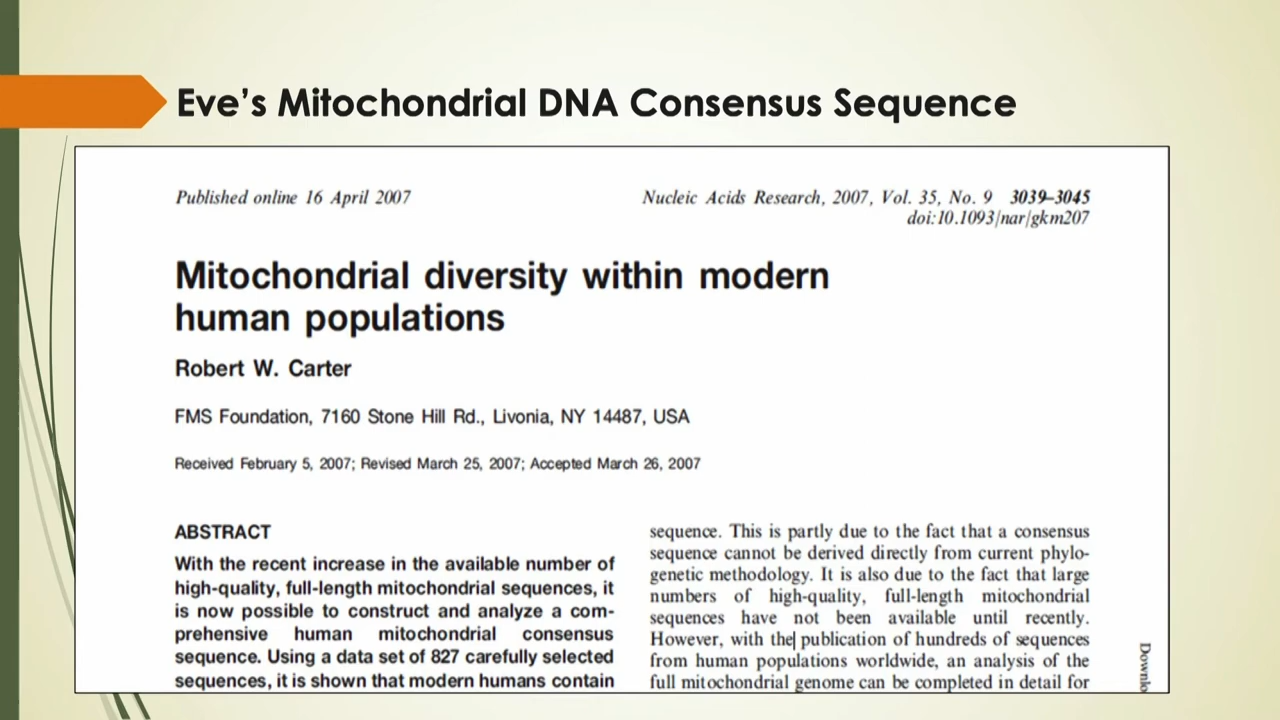 Eve's Mitochondrial DNA Consensus Sequence
Published online 16 April 2007
Nucleic Acids Research, 2007, Vol. 35, No. 9 3039–3045
doi:10.1093/nar/gkm207
Mitochondrial diversity within modern
human populations
Robert W. Carter
FMS Foundation, 7160 Stone Hill Rd., Livonia, NY 14487, USA
Received February 5, 2007; Revised March 25, 2007; Accepted March 26, 2007
ABSTRACT
With the recent increase in the available number of
high-quality, full-length mitochondrial sequences, it
is now possible to construct and analyze a com-
prehensive human mitochondrial consensus
sequence. Using a data set of 827 carefully selected
sequences, it is shown that modern humans contain
sequence. This is partly due to the fact that a consensus
sequence cannot be derived directly from current phylo-
genetic methodology. It is also due to the fact that large
numbers of high-quality, full-length mitochondrial
sequences have not been available until recently.
However, with the publication of hundreds of sequences
from human populations worldwide, an analysis of the
full mitochondrial genome can be completed in detail for
Downlo